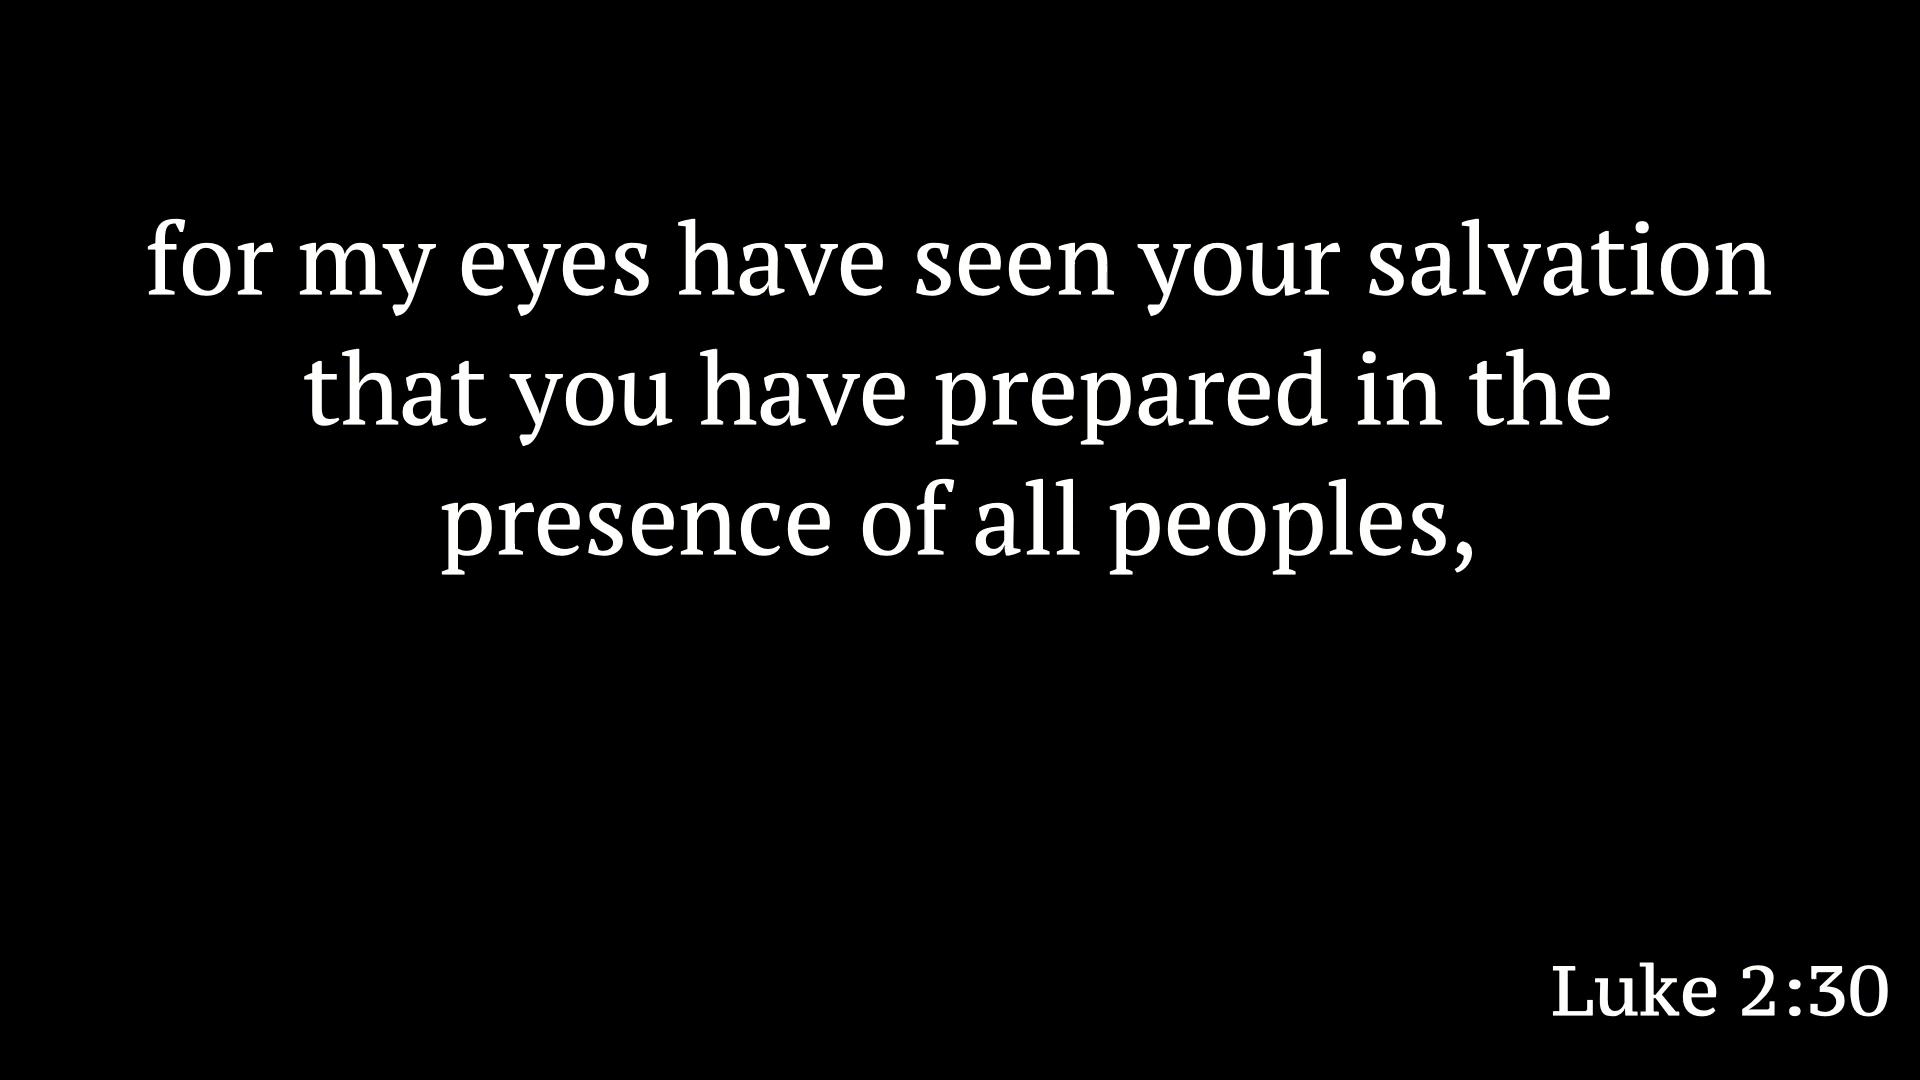 for my eyes have seen your salvation
that you have prepared in the
presence of all peoples,
Luke 2:30